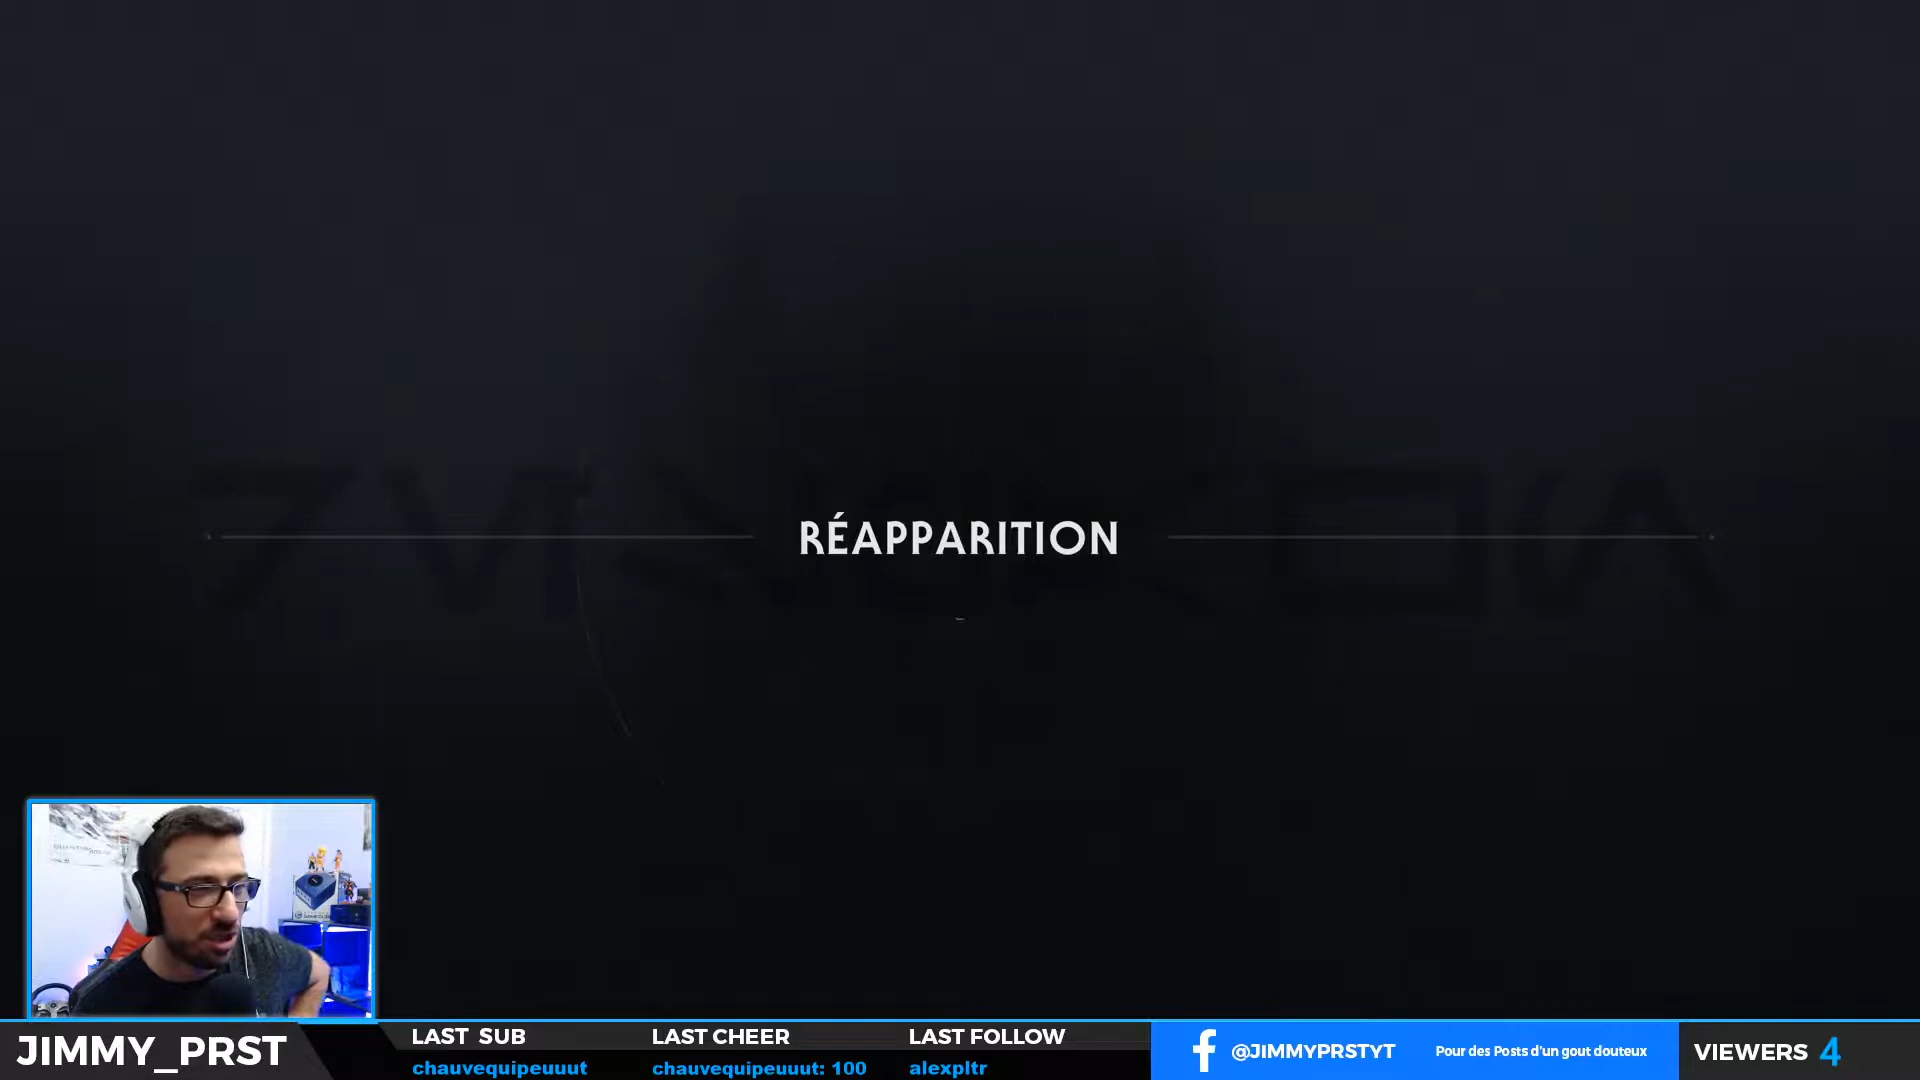 RÉAPPARITION
JIMMY_PRST
LAST SUB
chauvequipeuuut
LAST CHEER
chauvequipeuuut: 100
LAST FOLLOW
alexpltr
@JIMMYPRSTYT
Pour des Posts d'un gout douteux
VIEWERS 4